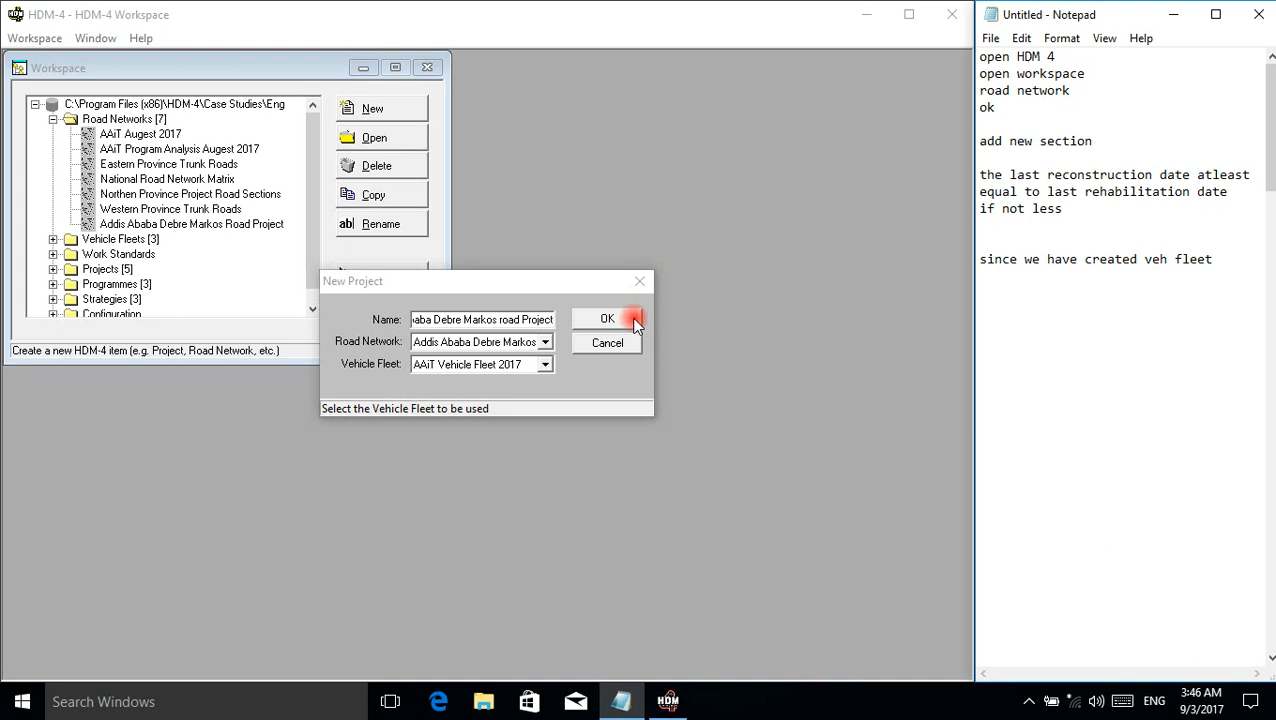 HDM-4 - HDM-4 Workspace
Workspace Window Help
Workspace
C:\Program Files (x86)\HDM-4\Case Studies\Eng
Road Networks [7]
AAiT Augest 2017
AAiT Program Analysis Augest 2017
Eastern Province Trunk Roads
National Road Network Matrix
Northen Province Project Road Sections
Western Province Trunk Roads
Addis Ababa Debre Markos Road Project
Vehicle Fleets [3]
Work Standards
Projects [5]
Programmes [3]
Strategies [3]
Configuration
New
Open
Delete
Copy
ab| Rename
Create a new HDM-4 item (e.g. Project, Road Network, etc.)
New Project
Name: aba Debre Markos road Project
Road Network: Addis Ababa Debre Markos
Vehicle Fleet: AAiT Vehicle Fleet 2017
OK
Cancel
Select the Vehicle Fleet to be used
Untitled - Notepad
File Edit Format View Help
open HDM 4
open workspace
road network
ok
add new section
the last reconstruction date atleast
equal to last rehabilitation date
if not less
since we have created veh fleet
Search Windows
HDM
ENG
3:46 AM
9/3/2017